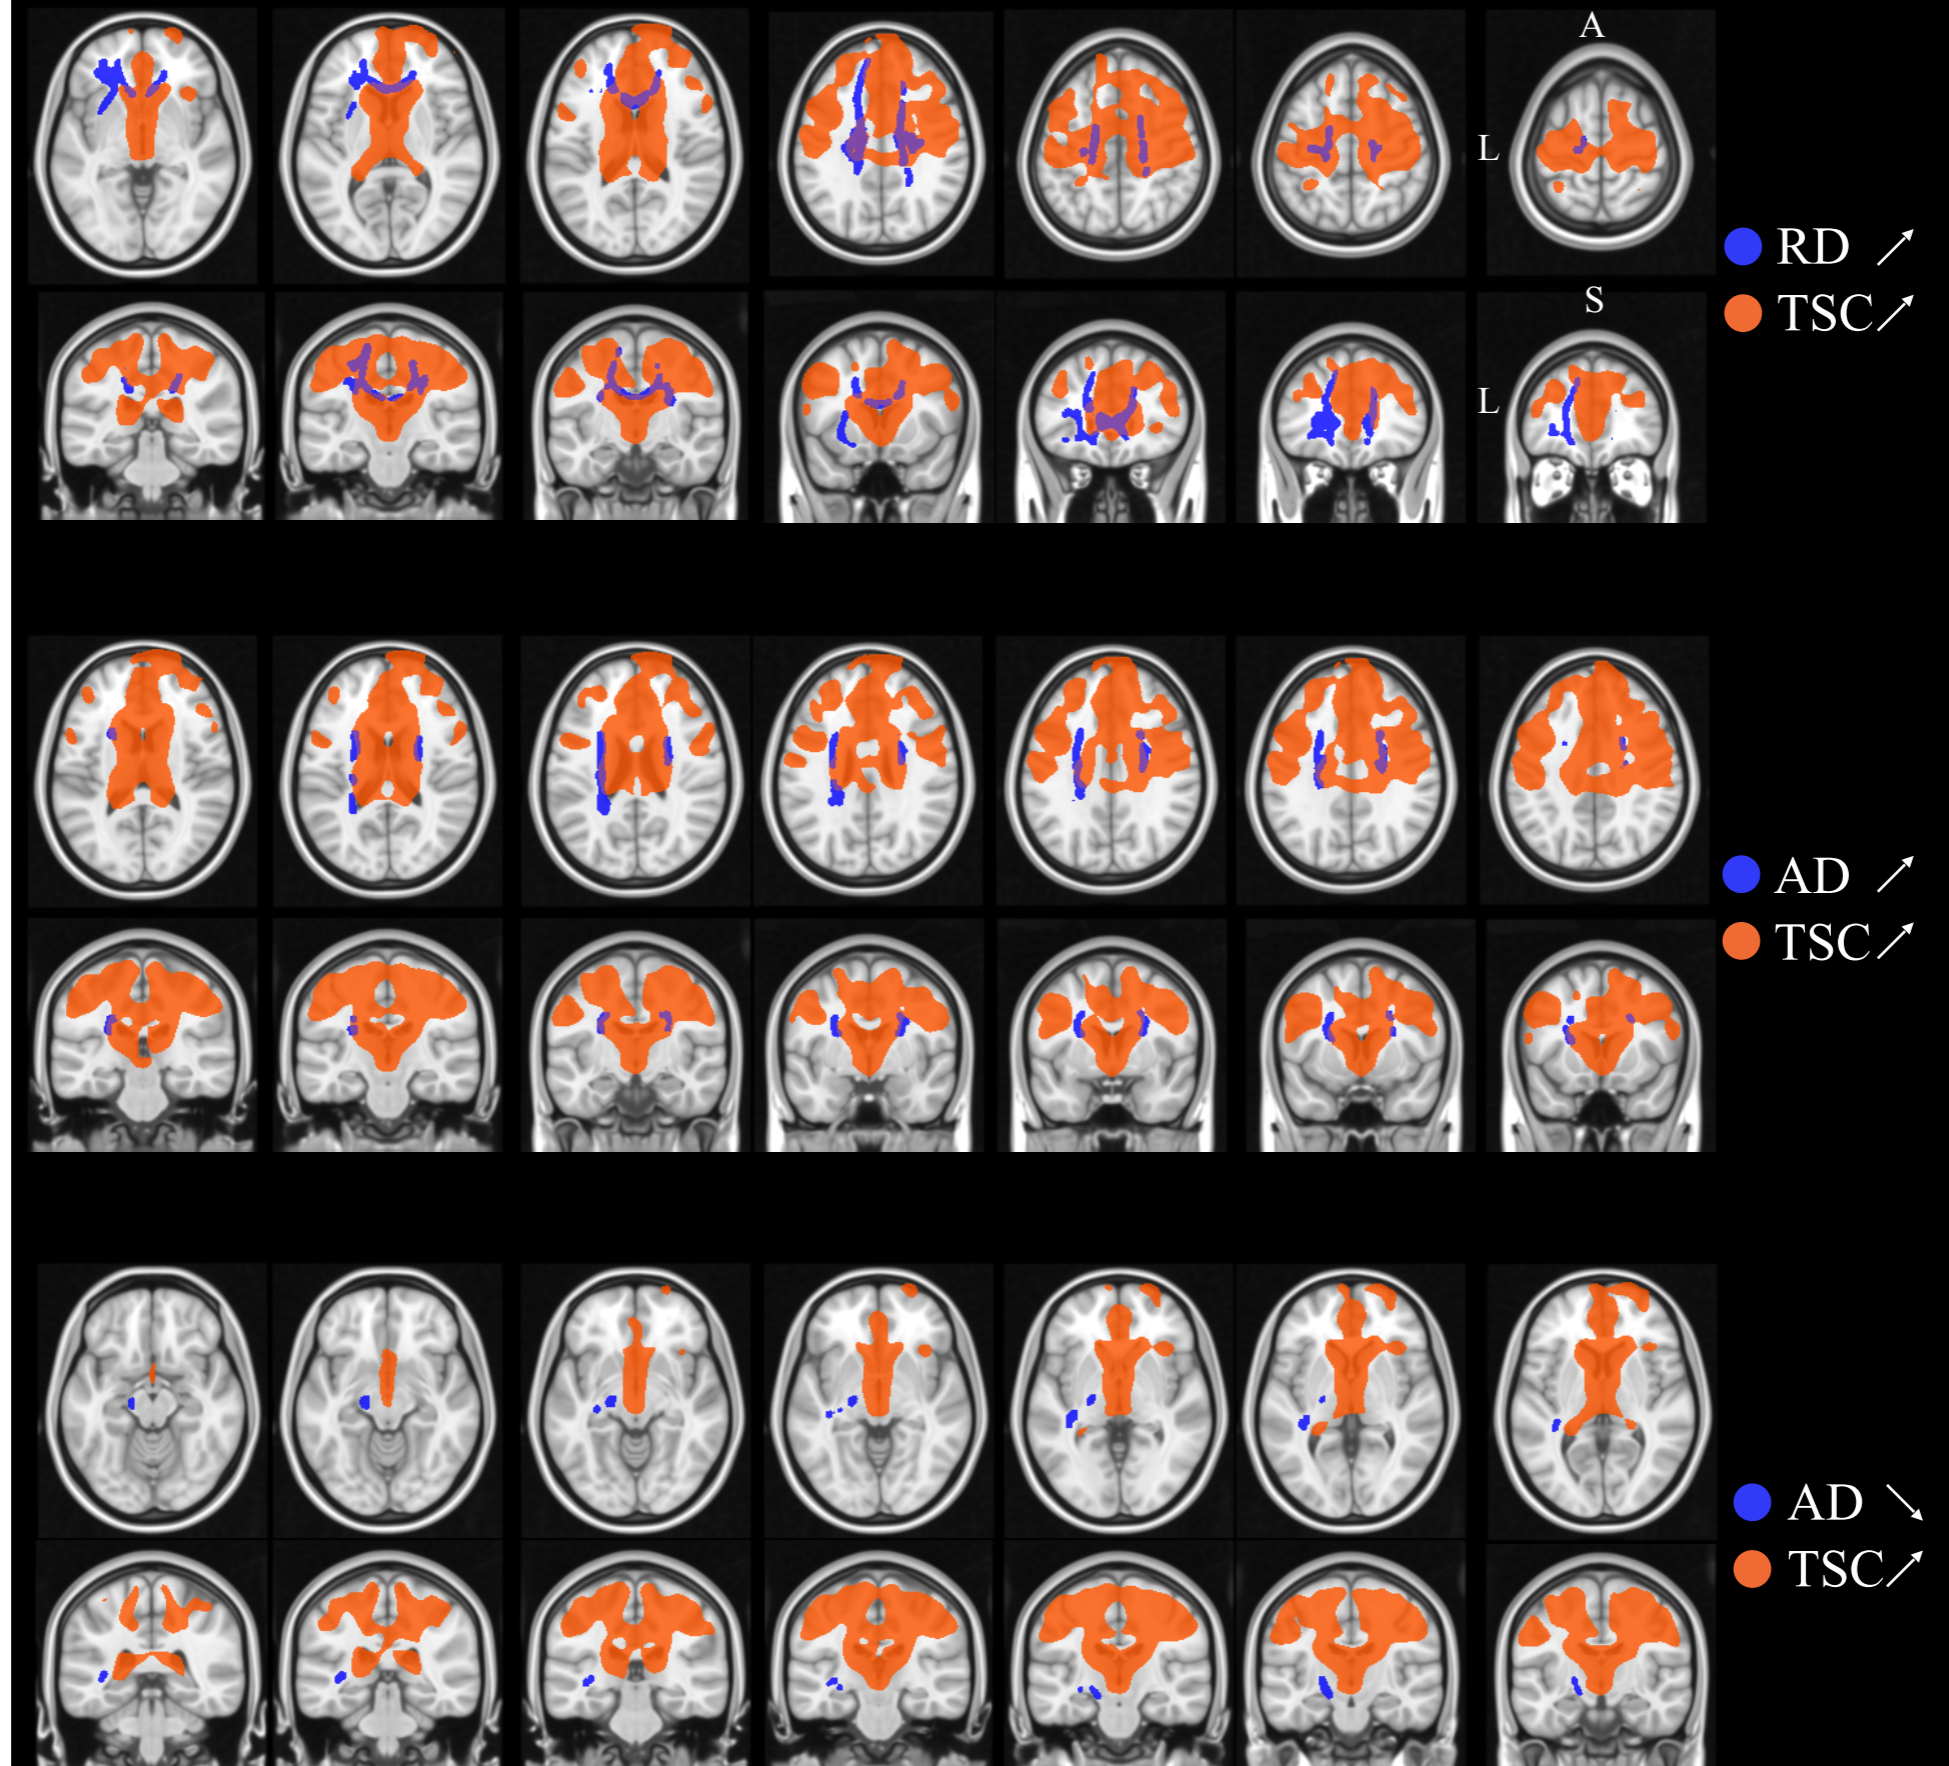 A
L
RD ↗
TSC ↗
S
L
AD ↗
TSC ↗
AD ↘
TSC ↗